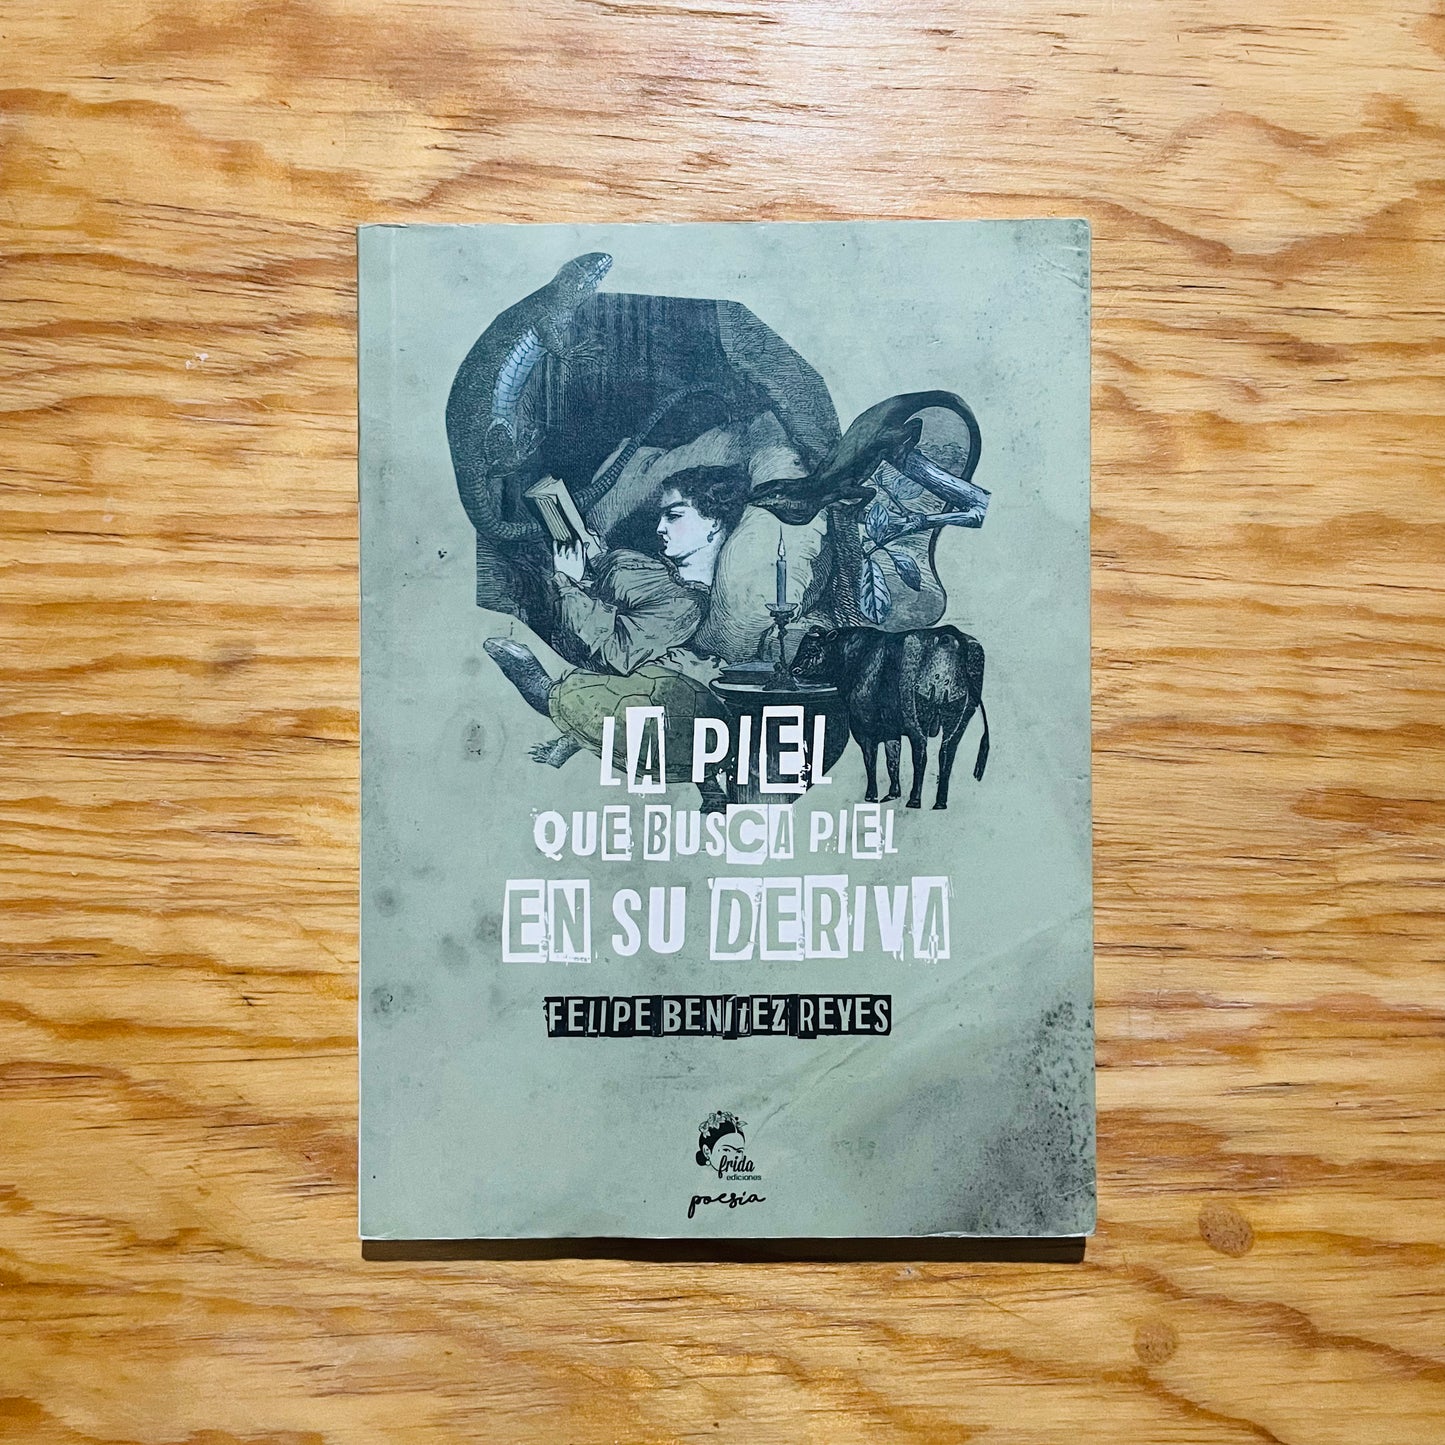 LA PIEL
QUE BUSCA PIEL
EN SU DERIVA
FELIPE BENÍtEZ REYES
frida
ediciones
poesía